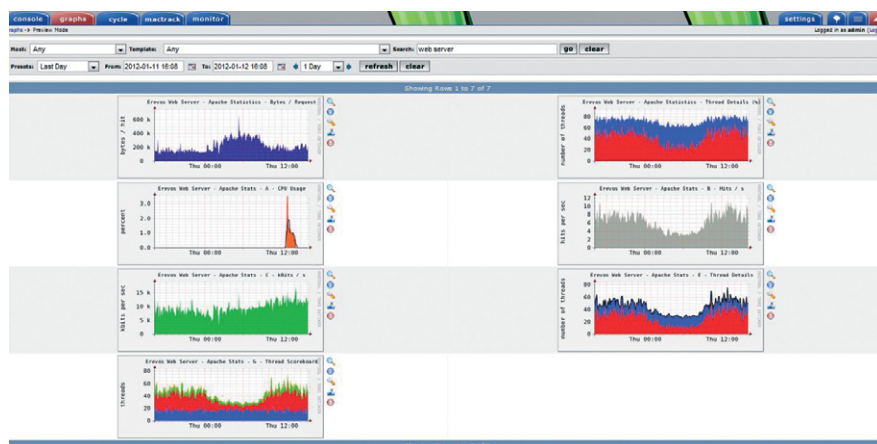 console graphs cycle mactrack monitor settings
Graphs -> Preview Mode Logged in as admin
Host: Any Template: Any Search: web server go clear
Presets: Last Day From: 2012-01-11 16:08 To: 2012-01-12 16:08 1 Day refresh clear
Showing Rows 1 to 7 of 7
Erevos Web Server - Apache Statistics - Bytes / Request
bytes / hit
600 k
400 k
200 k
0
Thu 00:00 Thu 12:00
Erevos Web Server - Apache Statistics - Thread Details (%)
number of threads
80
60
40
20
0
Thu 00:00 Thu 12:00
Erevos Web Server - Apache Stats - A - CPU Usage
percent
3.0
2.0
1.0
0.0
Thu 00:00 Thu 12:00
Erevos Web Server - Apache Stats - B - Hits / s
hits per sec
12
10
8
6
4
2
0
Thu 00:00 Thu 12:00
Erevos Web Server - Apache Stats - C - kBits / s
kbits per sec
15 k
10 k
5 k
0
Thu 00:00 Thu 12:00
Erevos Web Server - Apache Stats - E - Thread Details
number of threads
80
60
40
20
0
Thu 00:00 Thu 12:00
Erevos Web Server - Apache Stats - G - Thread Scoreboard
threads
80
60
40
20
0
Thu 00:00 Thu 12:00